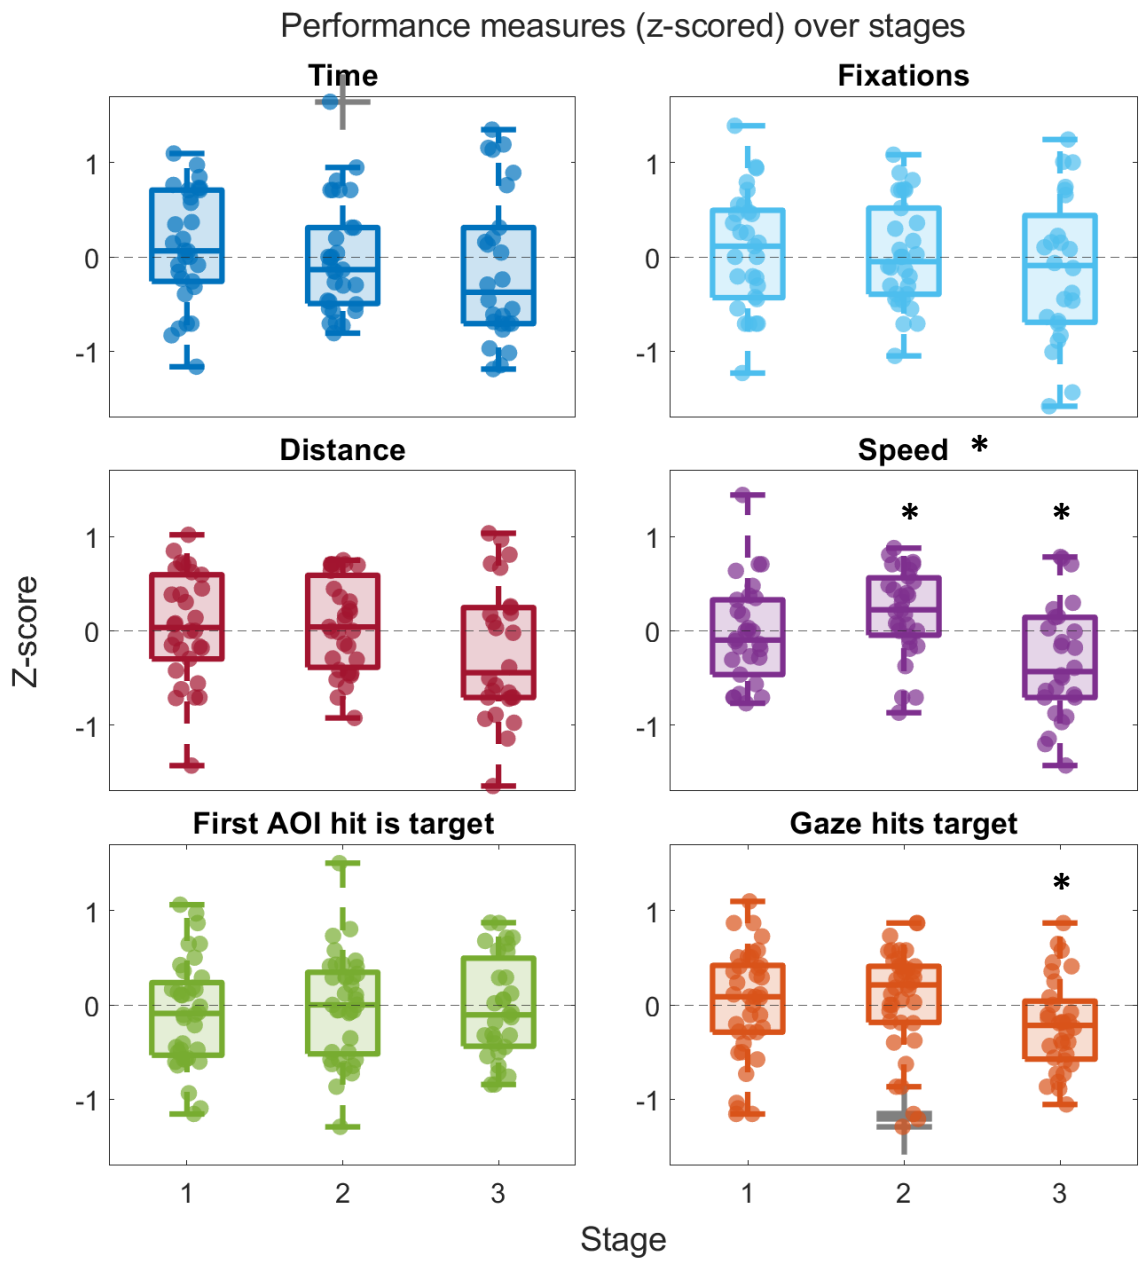 Performance measures (z-scored) over stages
Time
Fixations
1
0
-1
1
0
-1
Distance
Speed *
* *
1
0
-1
1
0
-1
Z-score
First AOI hit is target
Gaze hits target
*
1
0
-1
1
0
-1
1 2 3
1 2 3
Stage